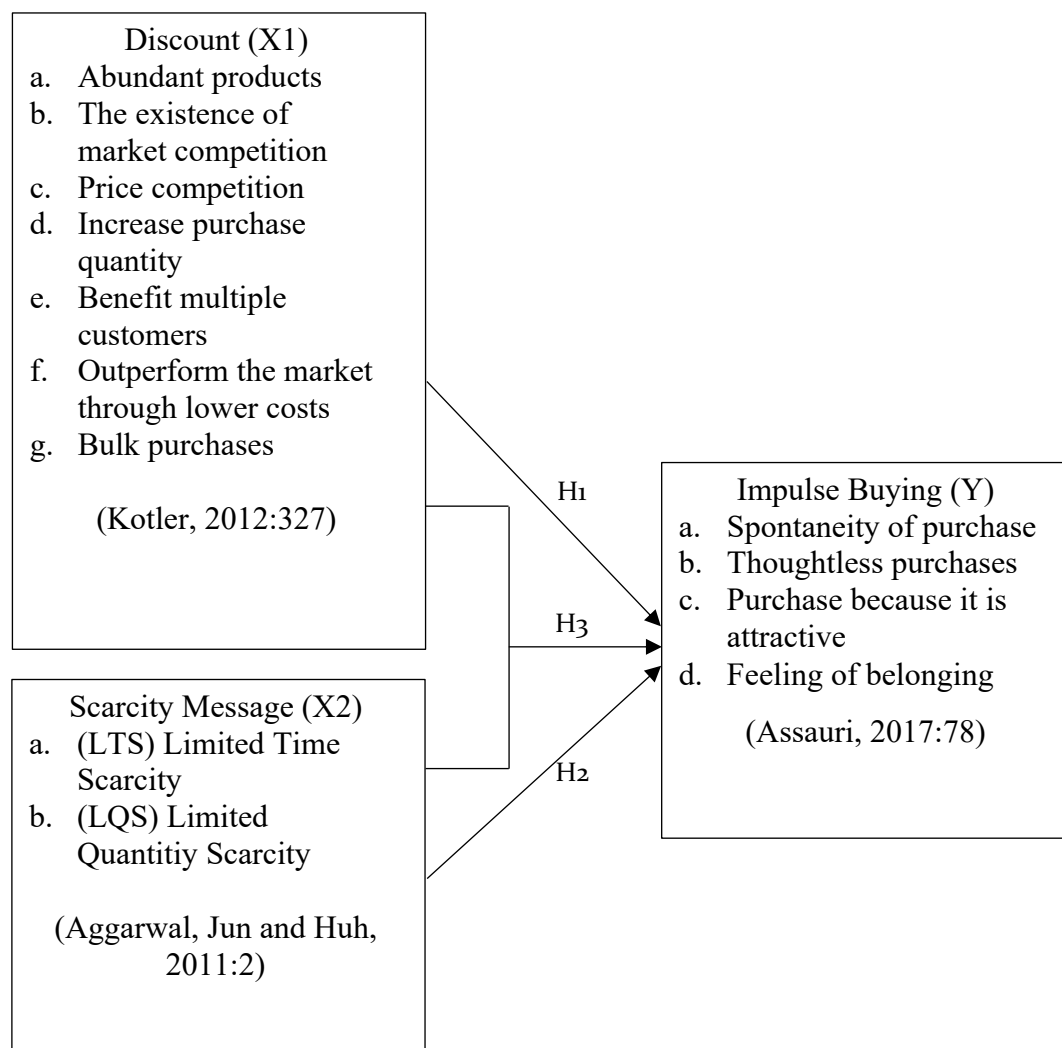 Discount (X1)
a. Abundant products
b. The existence of
market competition
c. Price competition
d. Increase purchase
quantity
e. Benefit multiple
customers
f. Outperform the market
through lower costs
g. Bulk purchases
(Kotler, 2012:327)
Scarcity Message (X2)
a. (LTS) Limited Time
Scarcity
b. (LQS) Limited
Quantitiy Scarcity
(Aggarwal, Jun and Huh,
2011:2)
H1
H3
H2
Impulse Buying (Y)
a. Spontaneity of purchase
b. Thoughtless purchases
c. Purchase because it is
attractive
d. Feeling of belonging
(Assauri, 2017:78)